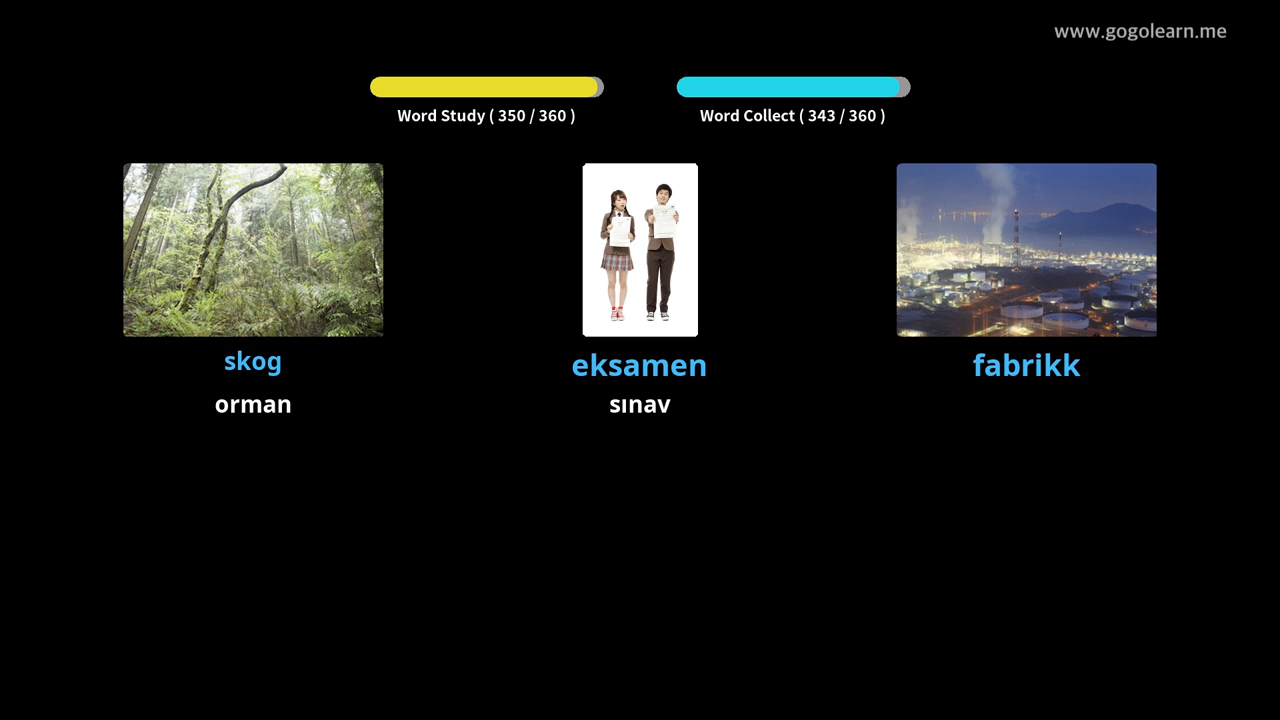 www.gogolearn.me
Word Study ( 350 / 360 )
Word Collect ( 343 / 360 )
skog
eksamen
fabrikk
orman
sınav